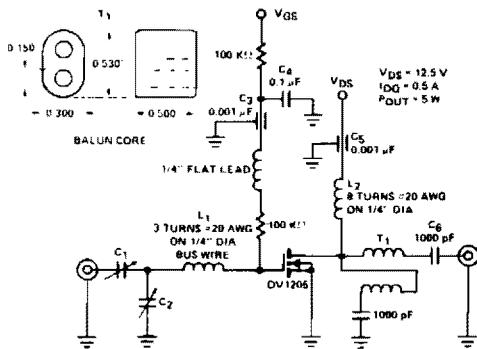 T1
0.150
0.530"
0.300
0.500
BALUN CORE
VGS
100 KΩ
C4
0.1 µF
C3
0.001 µF
1/4" FLAT LEAD
L1
3 TURNS #20 AWG
ON 1/4" DIA
BUS WIRE
100 KΩ
VDS
VDS = 12.5 V
IDQ = 0.5 A
POUT = 5 W
C5
0.001 µF
L2
8 TURNS #20 AWG
ON 1/4" DIA
C1
C2
DV1206
T1
C6
1000 pF
1000 pF